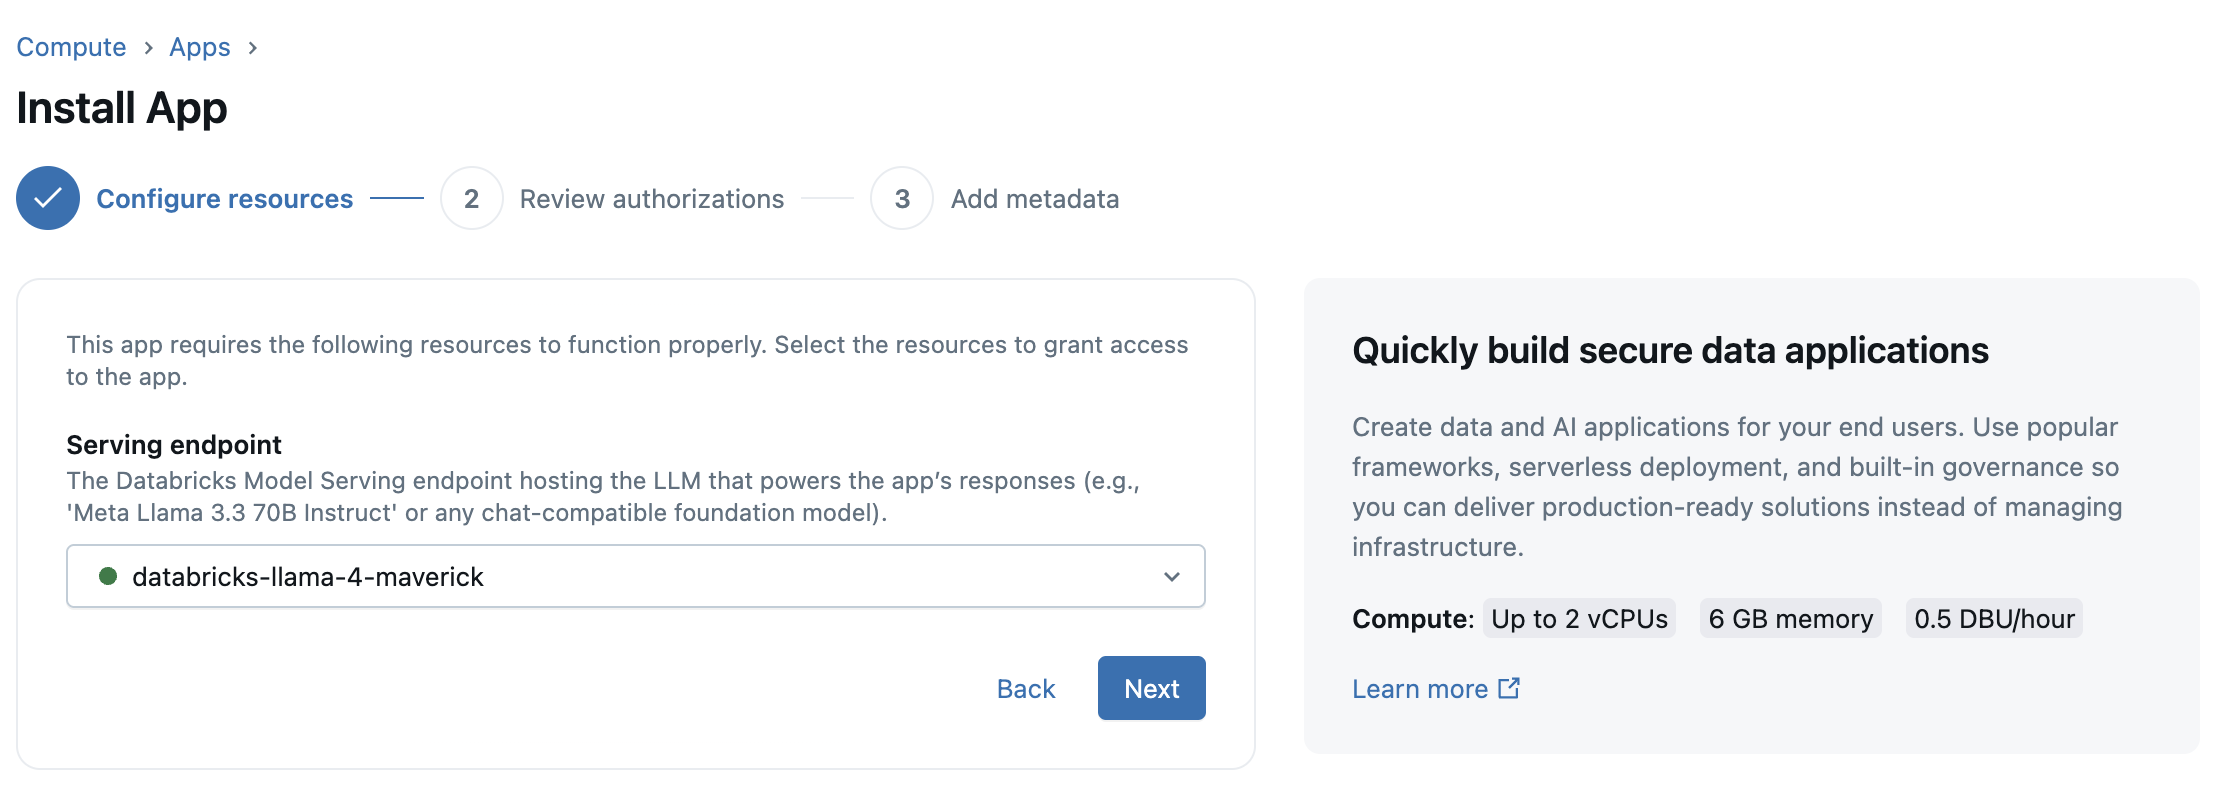 Compute > Apps >
Install App
Configure resources
2 Review authorizations
3 Add metadata
This app requires the following resources to function properly. Select the resources to grant access
to the app.
Serving endpoint
The Databricks Model Serving endpoint hosting the LLM that powers the app’s responses (e.g.,
'Meta Llama 3.3 70B Instruct' or any chat-compatible foundation model).
databricks-llama-4-maverick
Back
Next
Quickly build secure data applications
Create data and AI applications for your end users. Use popular
frameworks, serverless deployment, and built-in governance so
you can deliver production-ready solutions instead of managing
infrastructure.
Compute: Up to 2 vCPUs 6 GB memory 0.5 DBU/hour
Learn more